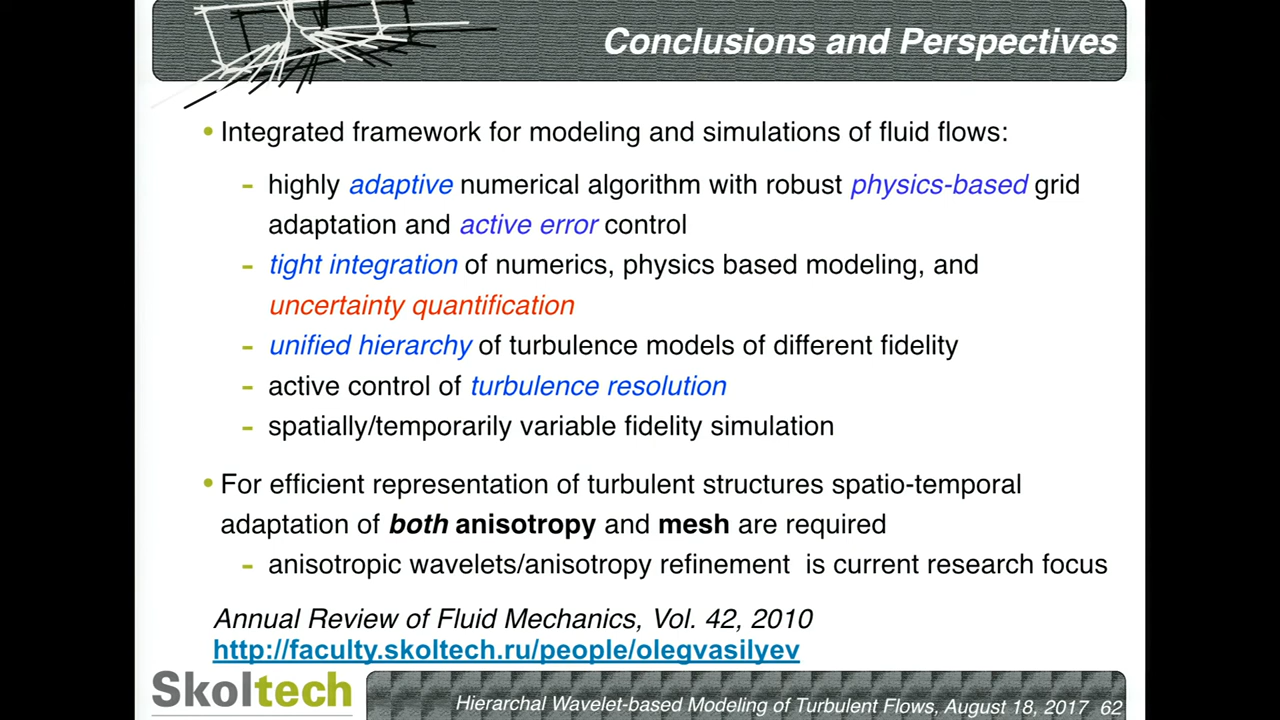 Conclusions and Perspectives
• Integrated framework for modeling and simulations of fluid flows:
- highly adaptive numerical algorithm with robust physics-based grid
adaptation and active error control
- tight integration of numerics, physics based modeling, and
uncertainty quantification
- unified hierarchy of turbulence models of different fidelity
- active control of turbulence resolution
- spatially/temporarily variable fidelity simulation
• For efficient representation of turbulent structures spatio-temporal
adaptation of both anisotropy and mesh are required
- anisotropic wavelets/anisotropy refinement is current research focus
Annual Review of Fluid Mechanics, Vol. 42, 2010
http://faculty.skoltech.ru/people/olegvasilyev
Skoltech
Hierarchal Wavelet-based Modeling of Turbulent Flows, August 18, 2017 62